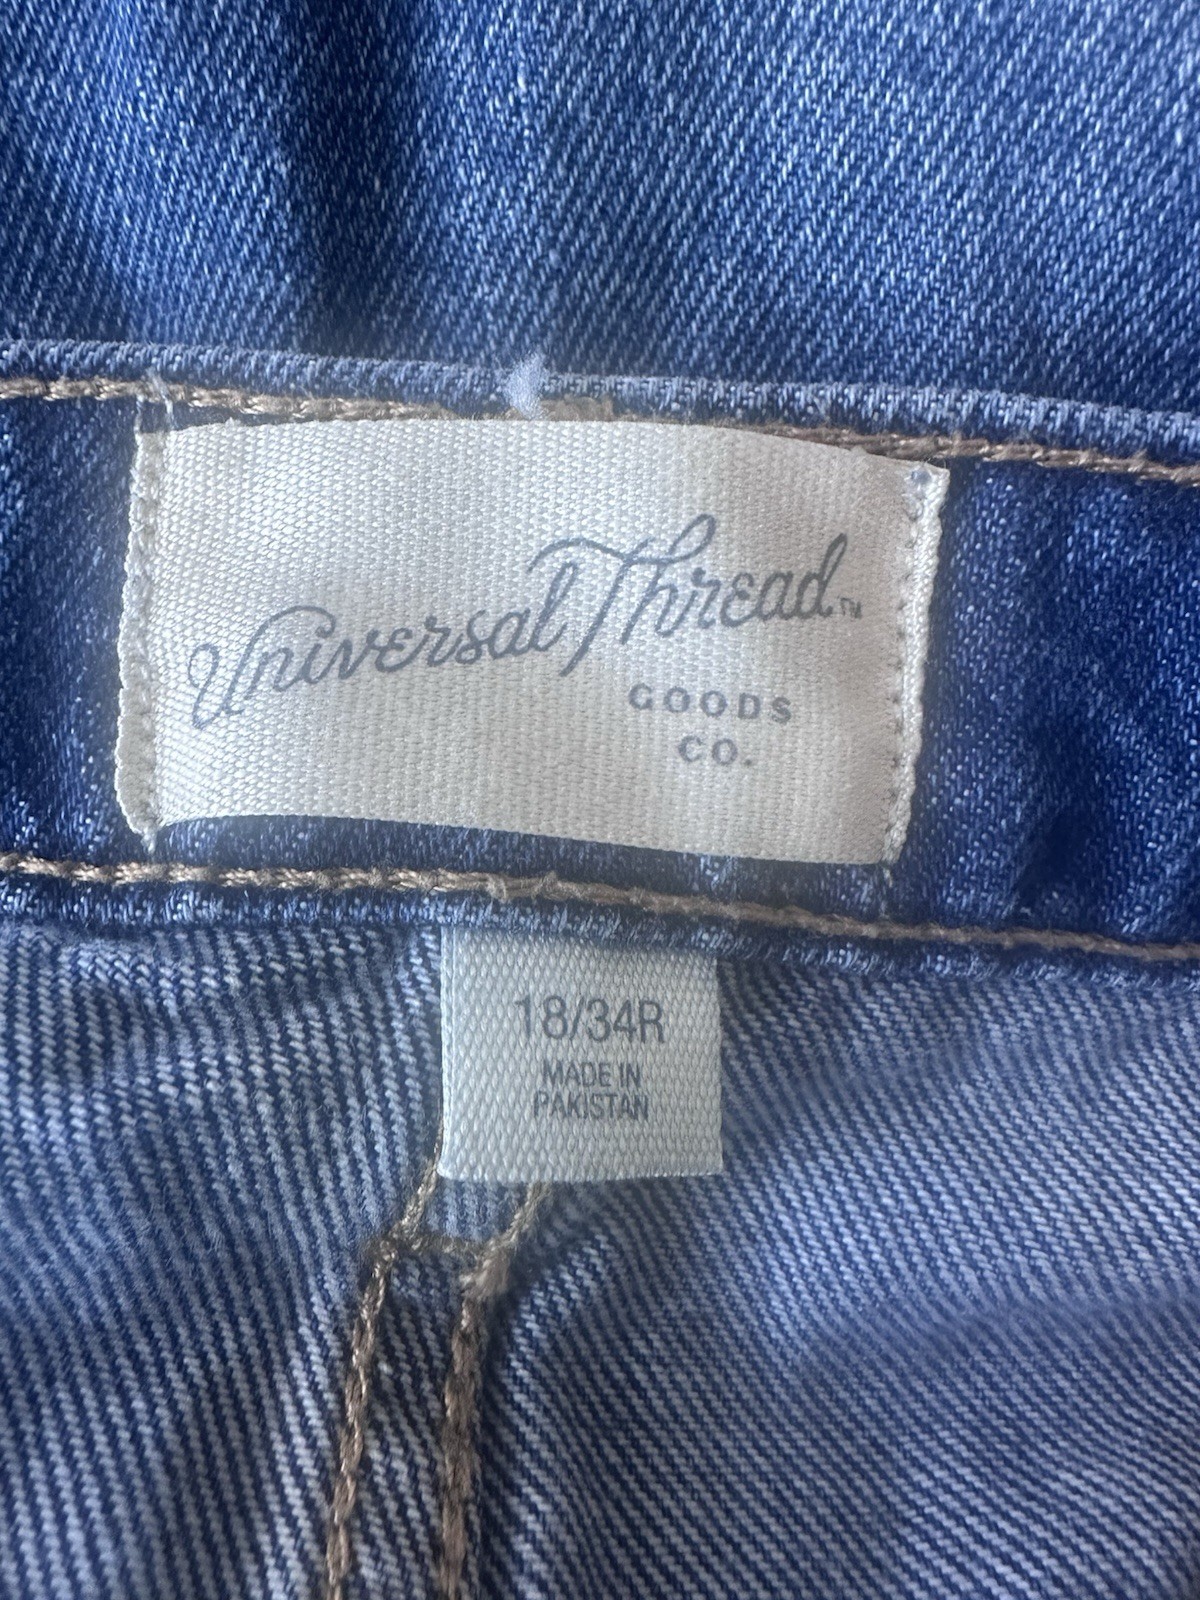 Universal Thread™
GOODS
CO.
18/34R
MADE IN
PAKISTAN